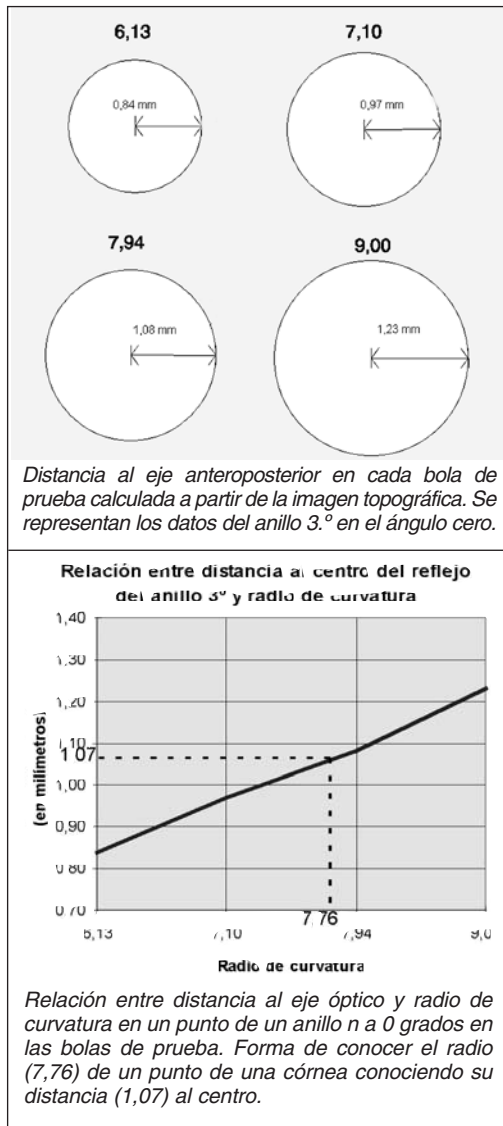 6,13
7,10
0,84 mm
0,97 mm
7,94
9,00
1,08 mm
1,23 mm
Distancia al eje anteroposterior en cada bola de
prueba calculada a partir de la imagen topográfica. Se
representan los datos del anillo 3.º en el ángulo cero.
Relación entre distancia al centro del reflejo
del anillo 3º y radio de curvatura
1,40
1,30
1,20
1,10
1,07
1,00
0,90
0,80
0,70
(en milímetros)
7,76
6,13
7,10
7,94
9,0
Radio de curvatura
Relación entre distancia al eje óptico y radio de
curvatura en un punto de un anillo n a 0 grados en
las bolas de prueba. Forma de conocer el radio
(7,76) de un punto de una córnea conociendo su
distancia (1,07) al centro.